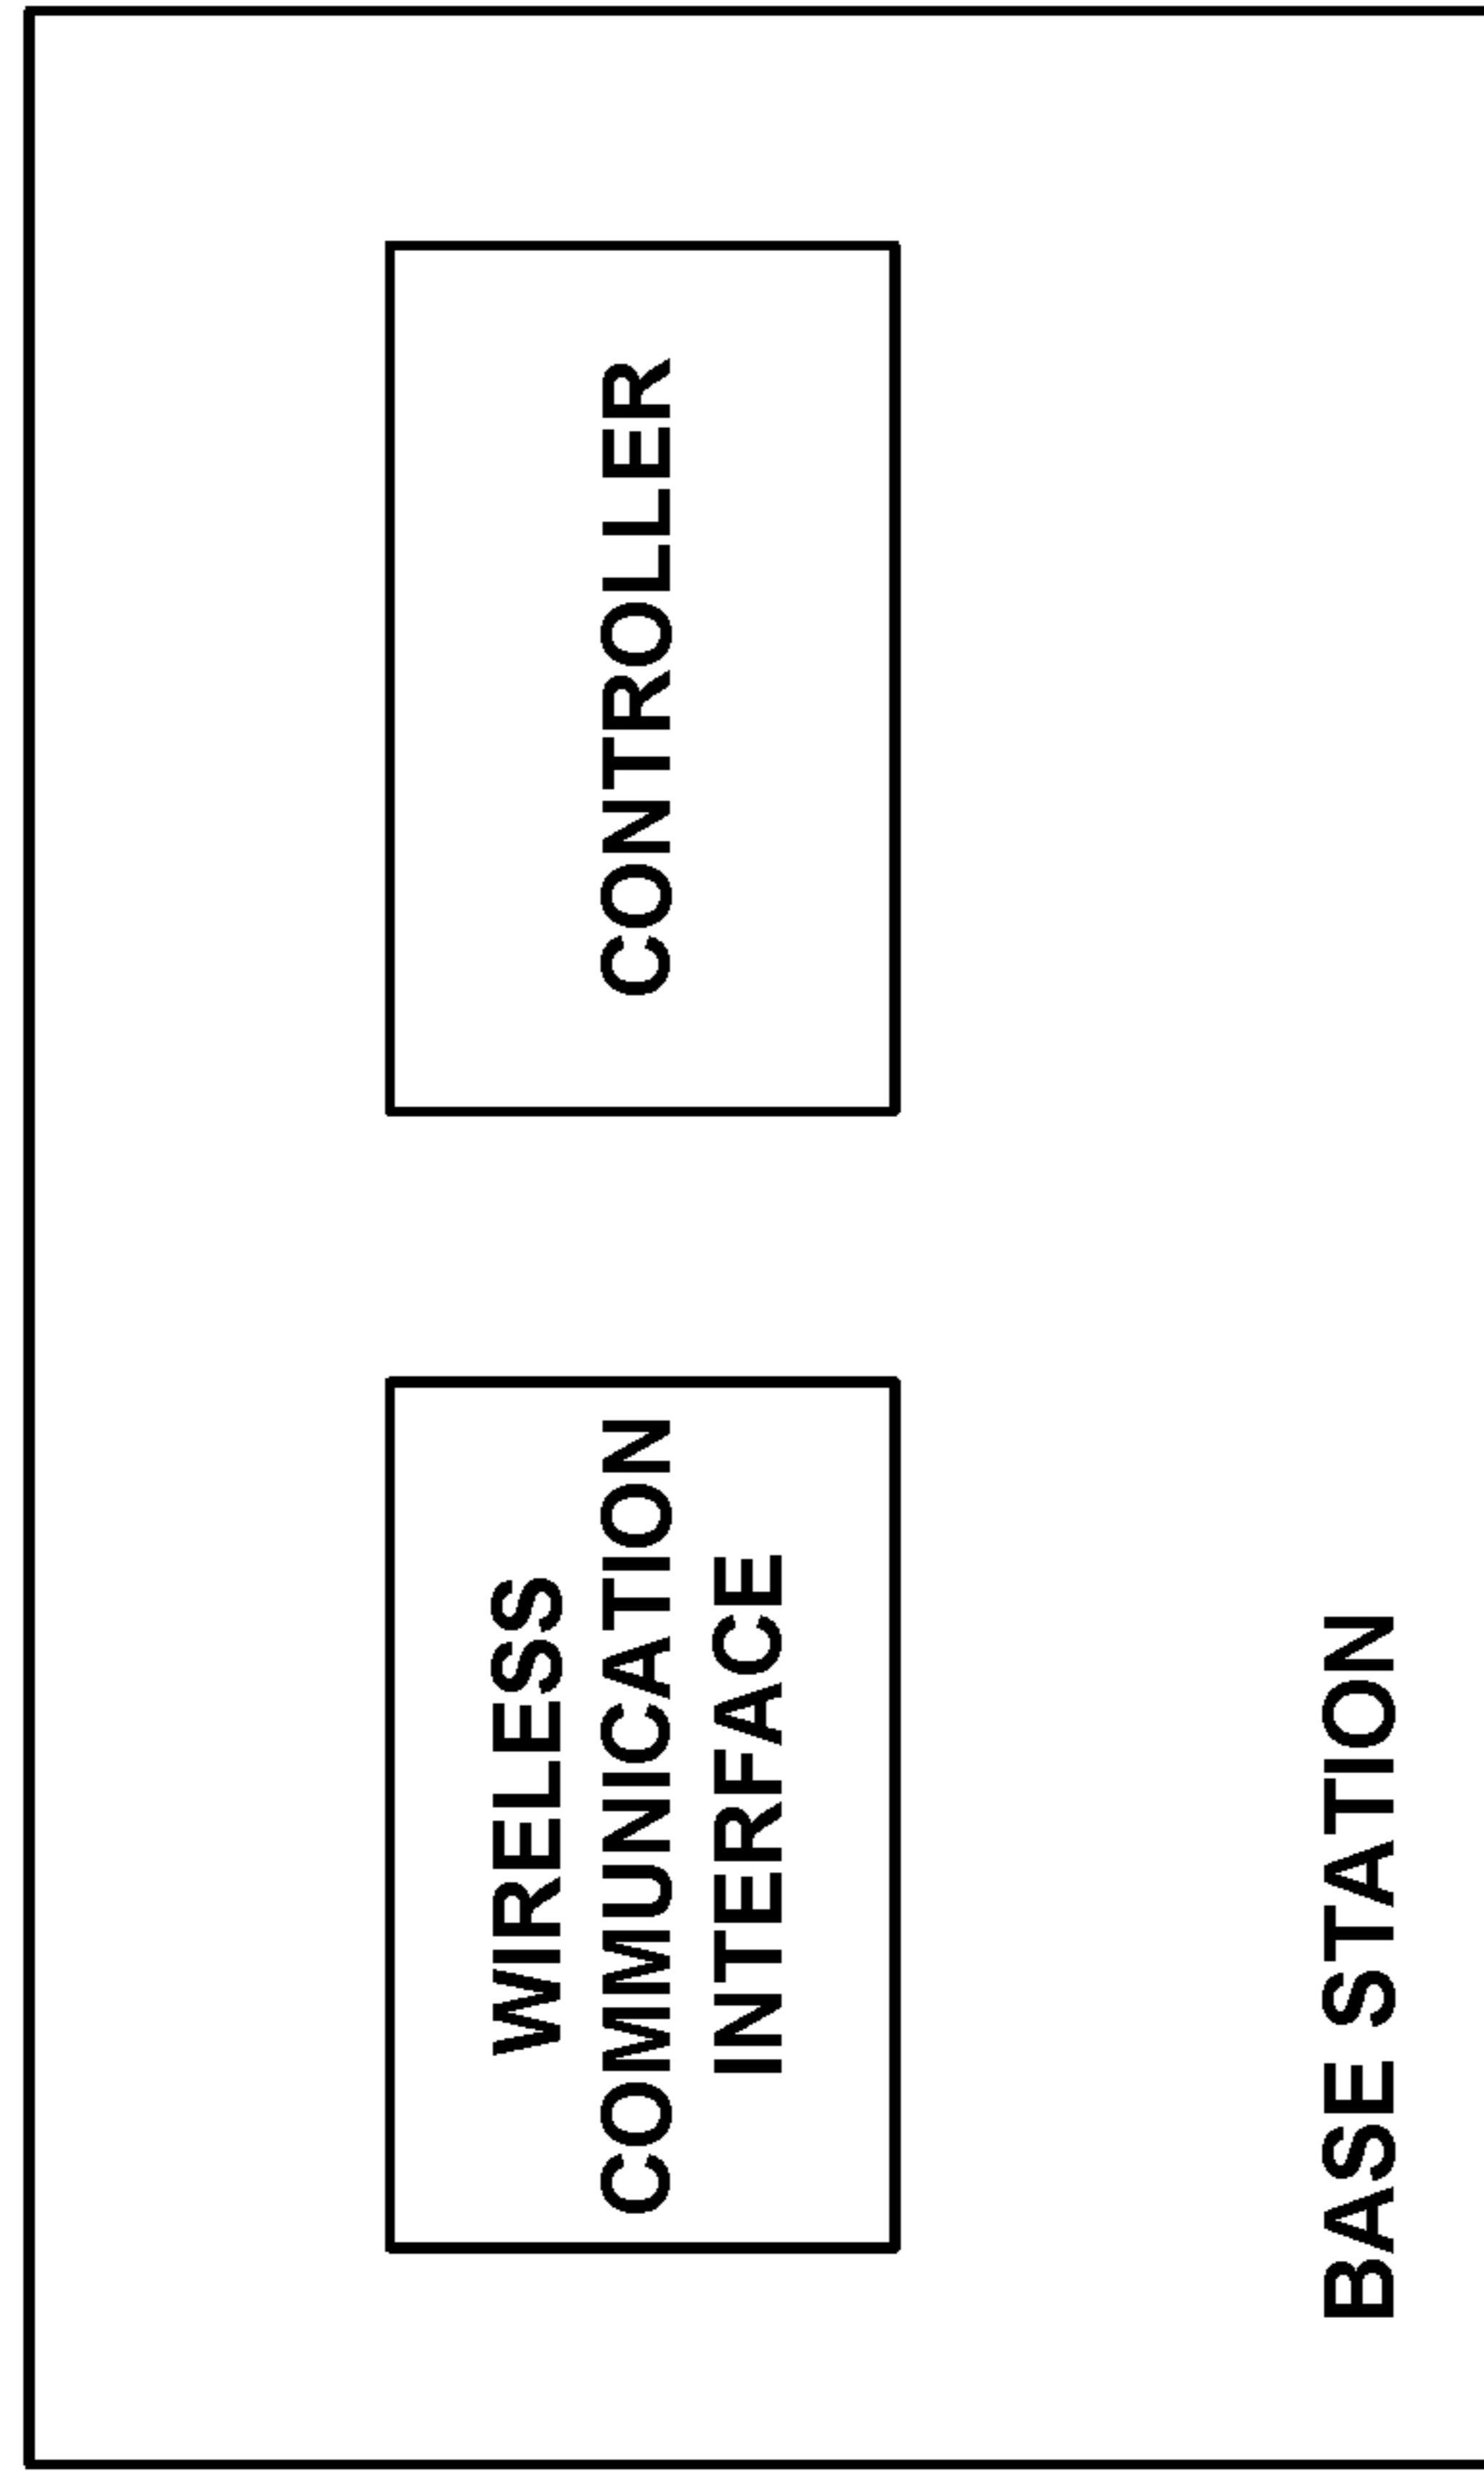 WIRELESS
COMMUNICATION
INTERFACE
CONTROLLER
BASE STATION